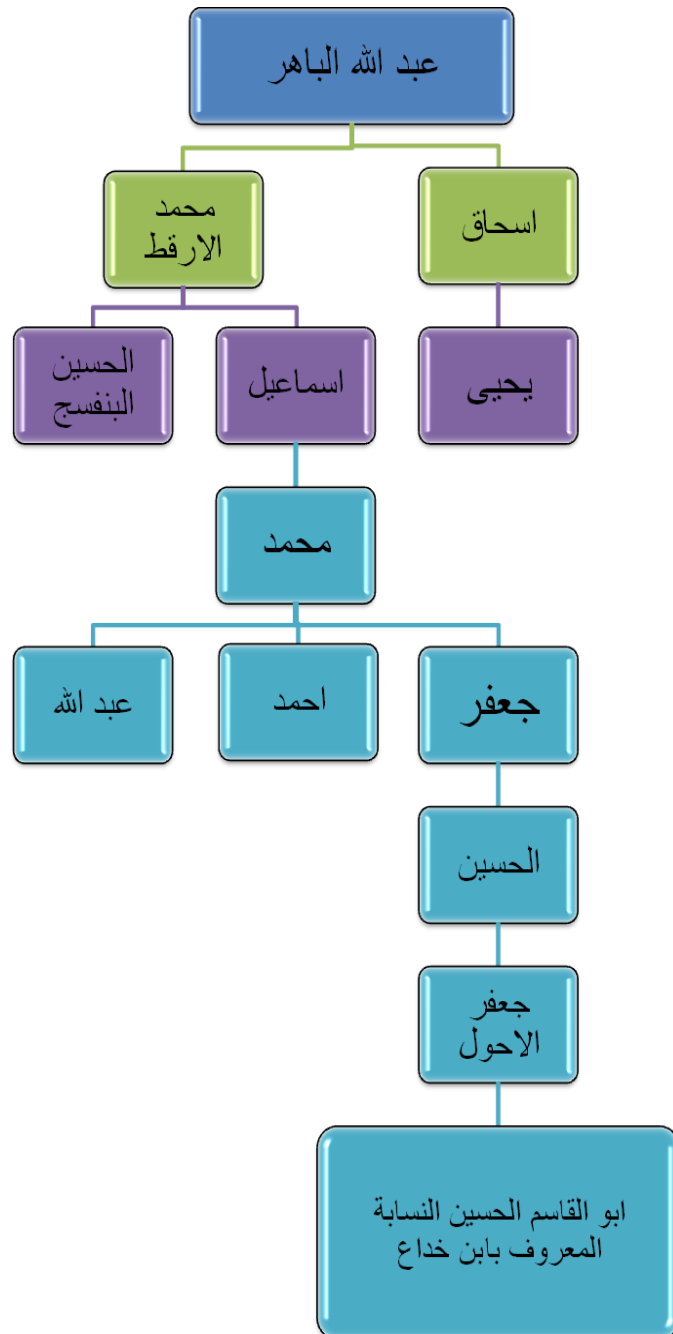 عبد الله الباهر
اسحاق
محمد
الارقط
يحيى
اسماعيل
الحسين
البنفسج
محمد
جعفر
احمد
عبد الله
الحسين
جعفر
الاحول
ابو القاسم الحسين النسابة
المعروف بابن خداع